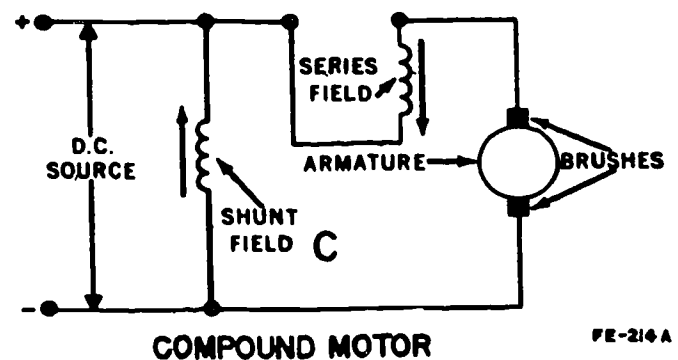 +
SERIES
FIELD
D.C.
SOURCE
ARMATURE
BRUSHES
SHUNT
FIELD C
-
COMPOUND MOTOR
FE-214A